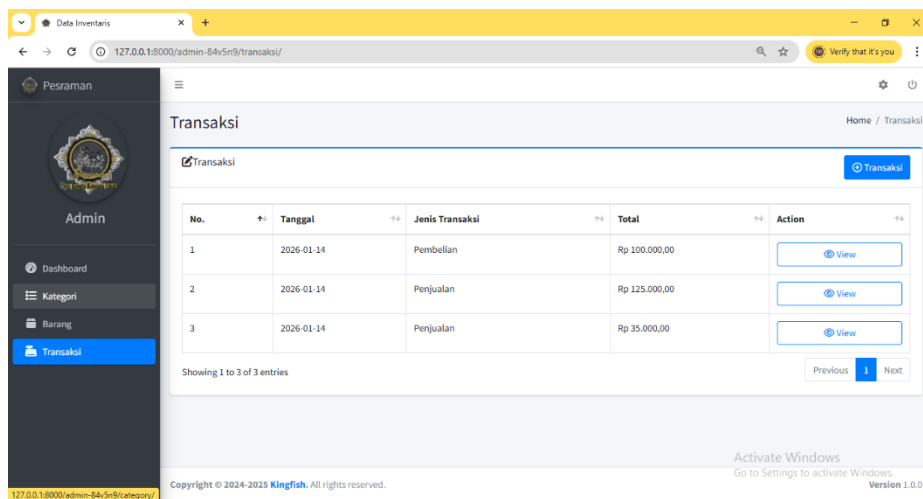 Data Inventaris
127.0.0.1:8000/admin-84v5n9/transaksi/
Verify that it's you
Pesraman
Admin
Dashboard
Kategori
Barang
Transaksi
Transaksi
Home / Transaksi
Transaksi
Transaksi
No. Tanggal Jenis Transaksi Total Action
1 2026-01-14 Pembelian Rp 100.000,00 View
2 2026-01-14 Penjualan Rp 125.000,00 View
3 2026-01-14 Penjualan Rp 35.000,00 View
Showing 1 to 3 of 3 entries
Previous 1 Next
Activate Windows
Go to Settings to activate Windows.
Copyright © 2024-2025 Kingfish. All rights reserved.
Version 1.0.0
127.0.0.1:8000/admin-84v5n9/category/